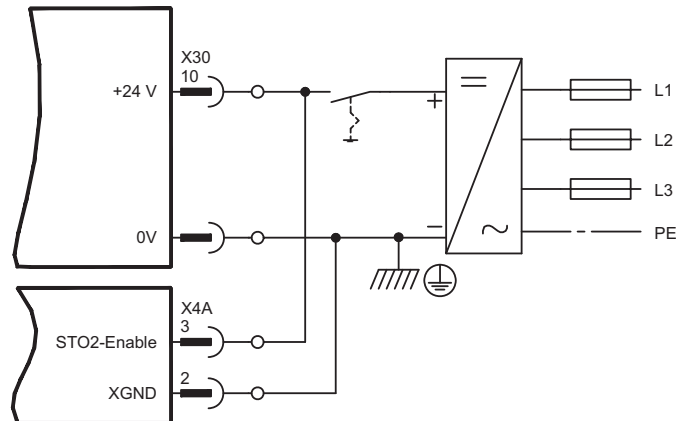 X30
10
+24 V
+
L1
L2
L3
0V
−
PE
X4A
3
STO2-Enable
2
XGND